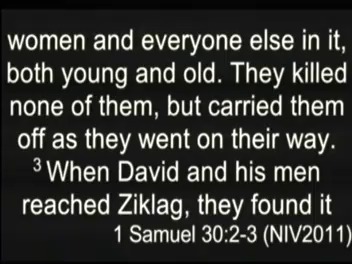 women and everyone else in it,
both young and old. They killed
none of them, but carried them
off as they went on their way.
3 When David and his men
reached Ziklag, they found it
1 Samuel 30:2-3 (NIV2011)